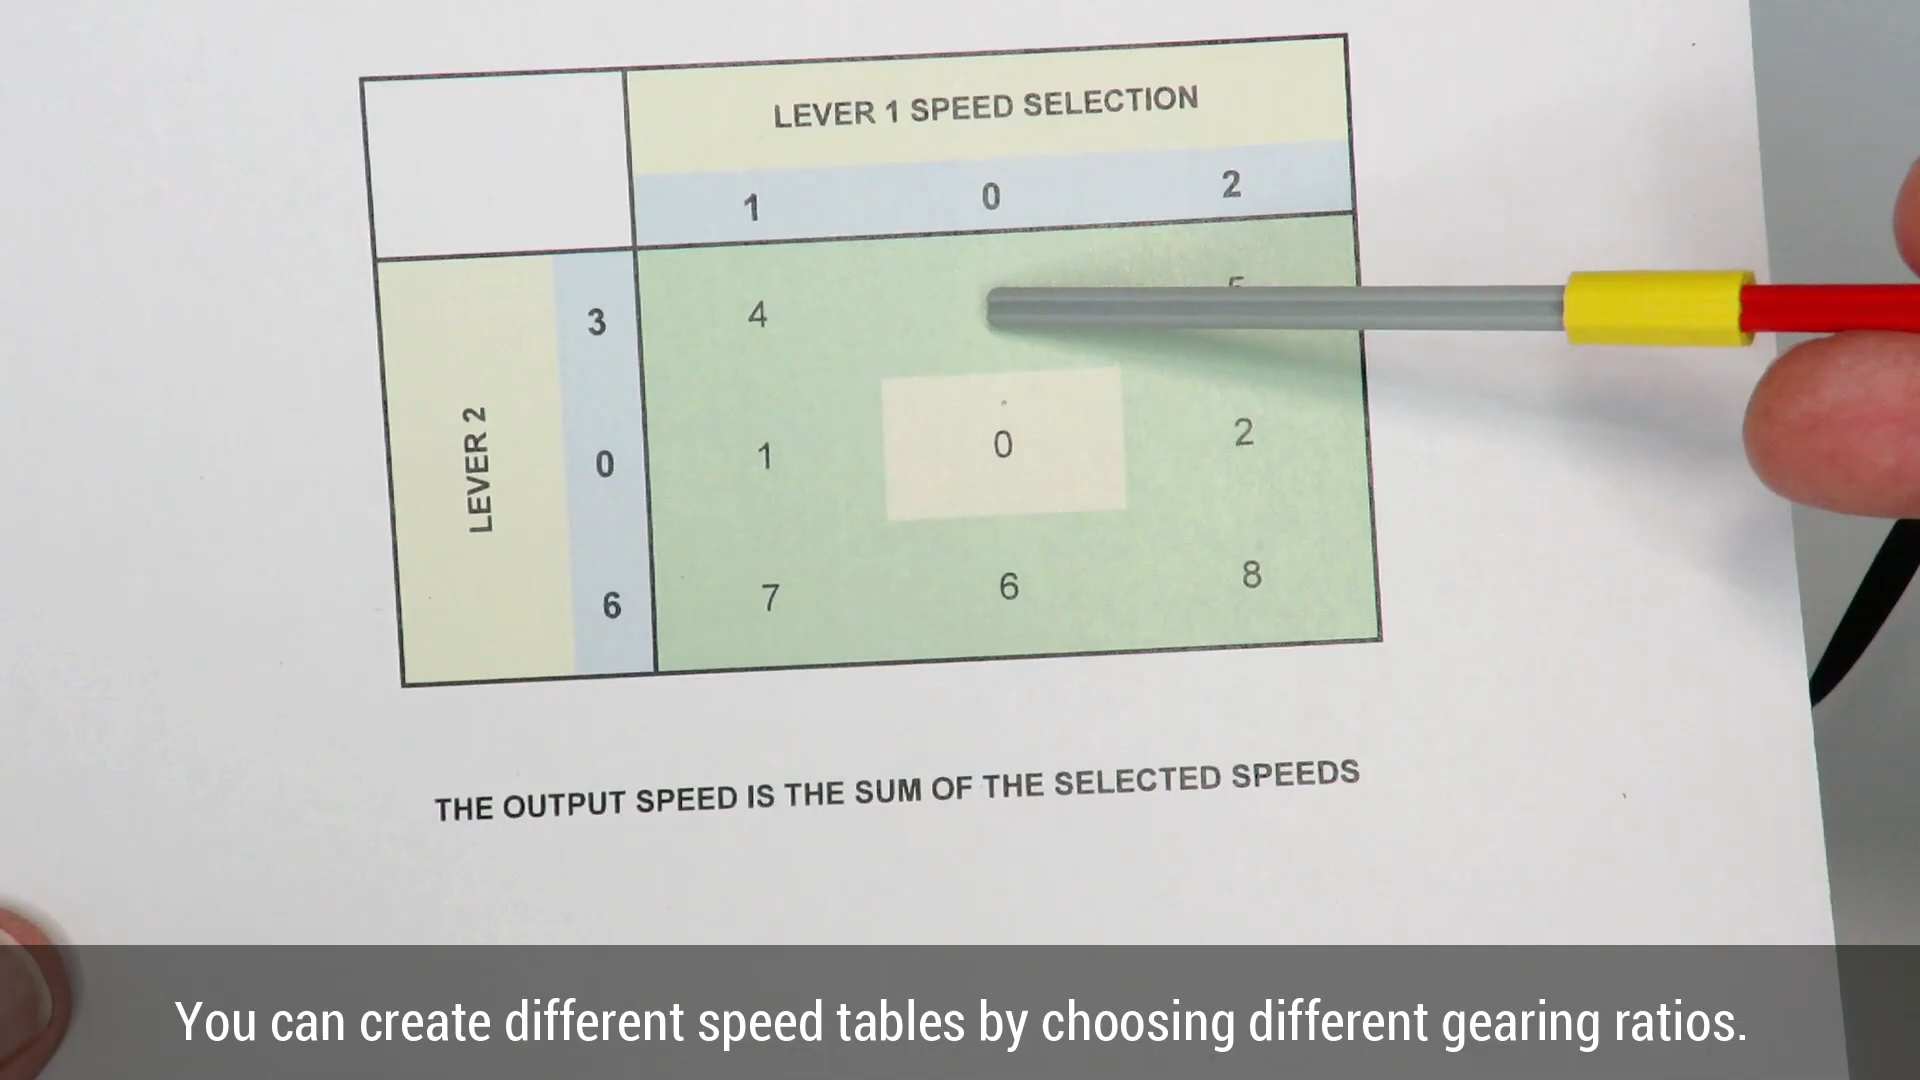 LEVER 1 SPEED SELECTION
1 0 2
LEVER 2
3 4 5
0 1 0 2
6 7 6 8
THE OUTPUT SPEED IS THE SUM OF THE SELECTED SPEEDS
You can create different speed tables by choosing different gearing ratios.